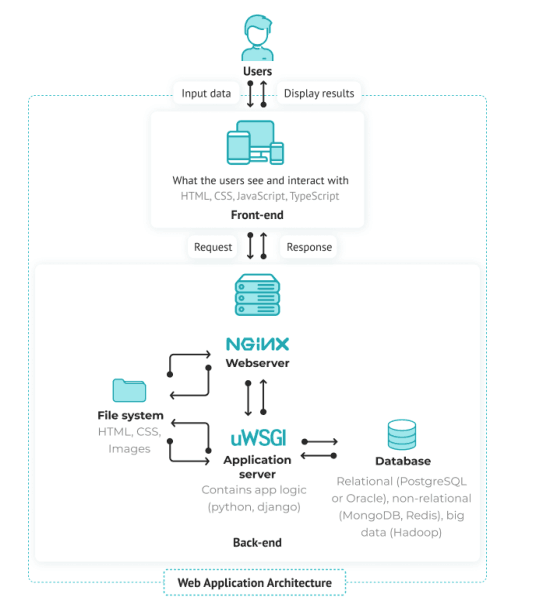 Users
Input data
Display results
What the users see and interact with
HTML, CSS, JavaScript, TypeScript
Front-end
Request
Response
NGiNX
Webserver
File system
HTML, CSS,
Images
uWSGI
Application
server
Contains app logic
(python, django)
Database
Relational (PostgreSQL
or Oracle), non-relational
(MongoDB, Redis), big
data (Hadoop)
Back-end
Web Application Architecture